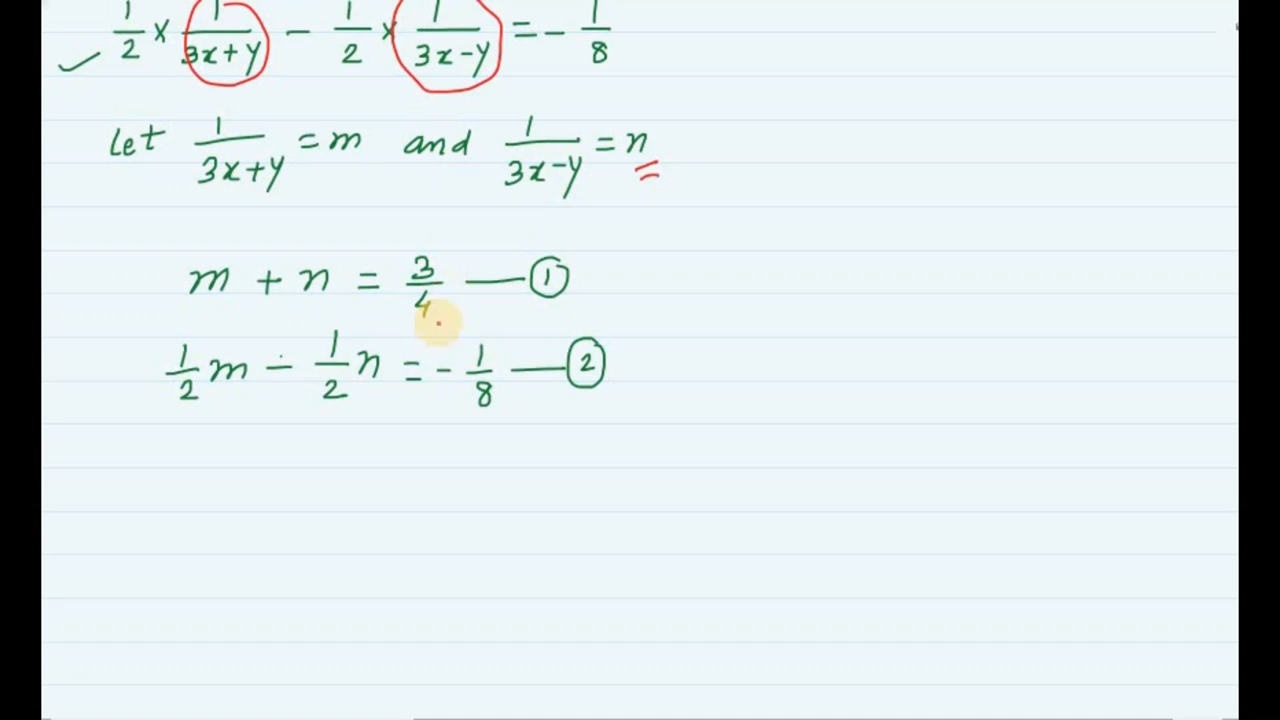 1/2 × 1/(3x+y) - 1/2 × 1/(3x-y) = - 1/8
Let 1/(3x+y) = m and 1/(3x-y) = n
m + n = 3/4 — ①
1/2 m - 1/2 n = - 1/8 — ②